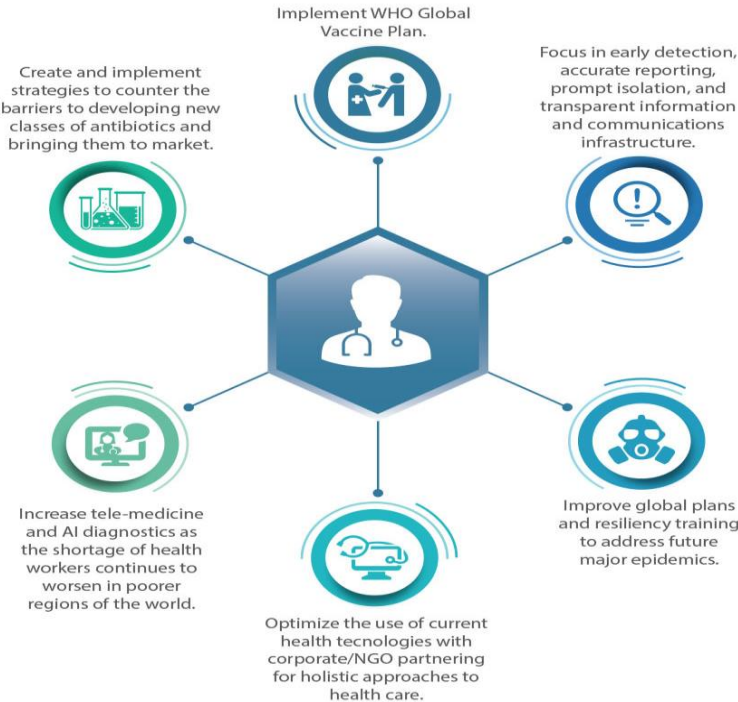 Implement WHO Global
Vaccine Plan.
Focus in early detection,
accurate reporting,
prompt isolation, and
transparent information
and communications
infrastructure.
Create and implement
strategies to counter the
barriers to developing new
classes of antibiotics and
bringing them to market.
Increase tele-medicine
and AI diagnostics as
the shortage of health
workers continues to
worsen in poorer
regions of the world.
Improve global plans
and resiliency training
to address future
major epidemics.
Optimize the use of current
health tecnologies with
corporate/NGO partnering
for holistic approaches to
health care.